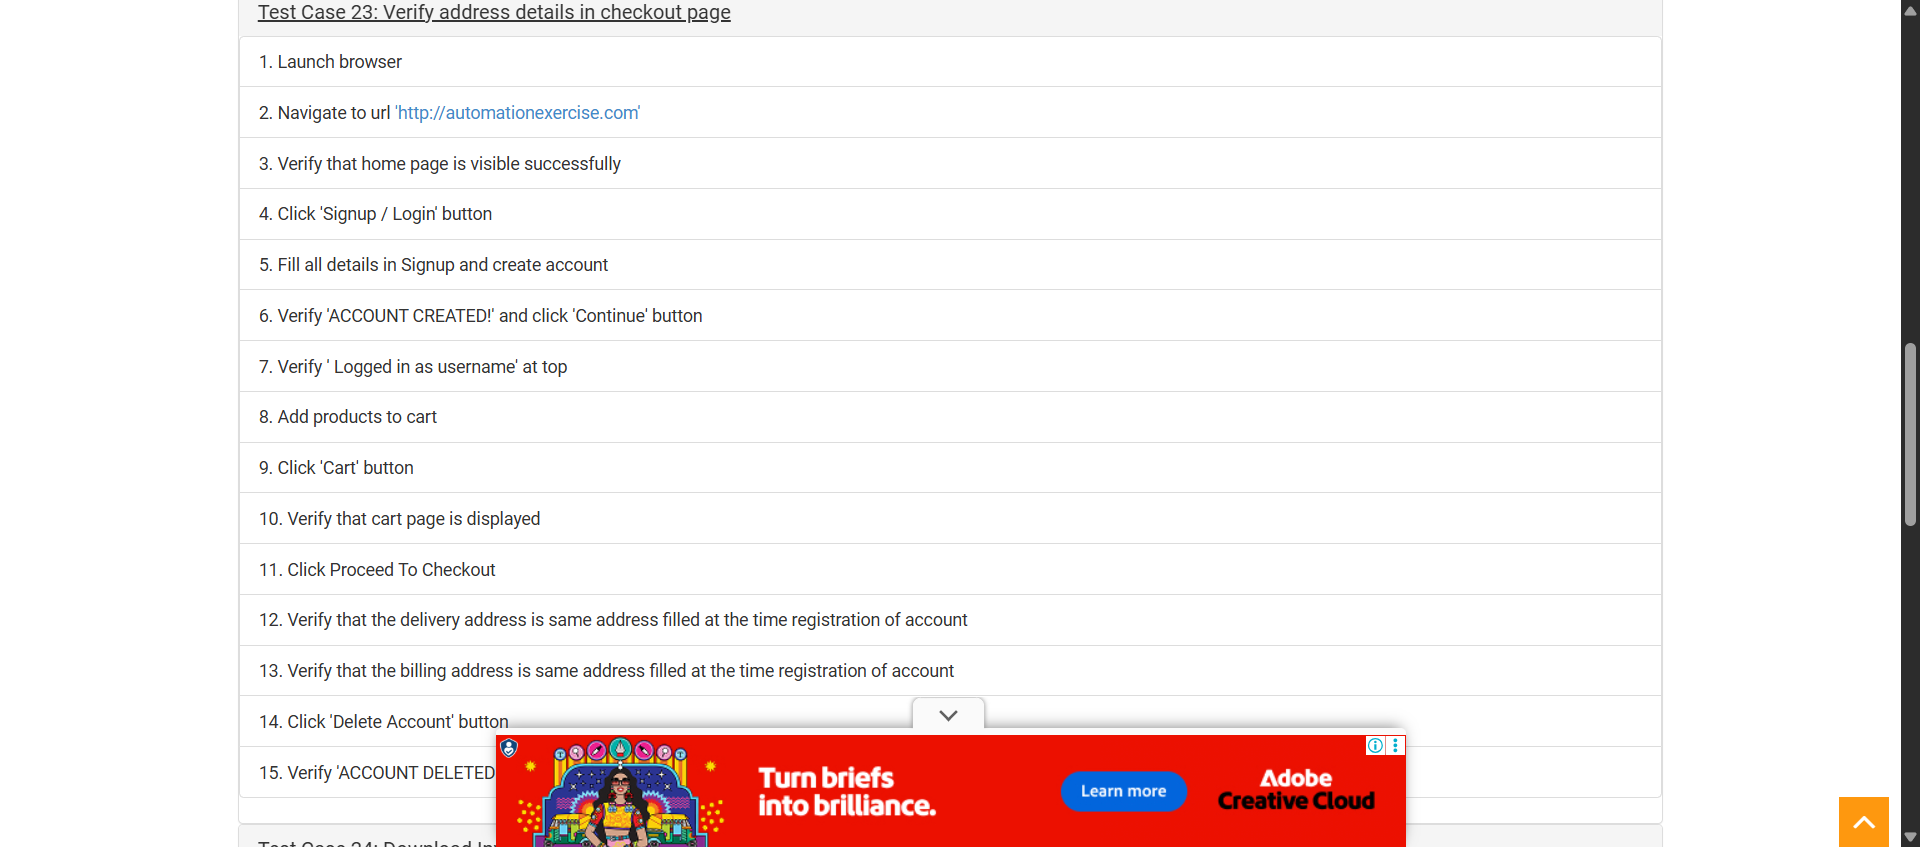 Test Case 23: Verify address details in checkout page
1. Launch browser
2. Navigate to url 'http://automationexercise.com'
3. Verify that home page is visible successfully
4. Click 'Signup / Login' button
5. Fill all details in Signup and create account
6. Verify 'ACCOUNT CREATED!' and click 'Continue' button
7. Verify ' Logged in as username' at top
8. Add products to cart
9. Click 'Cart' button
10. Verify that cart page is displayed
11. Click Proceed To Checkout
12. Verify that the delivery address is same address filled at the time registration of account
13. Verify that the billing address is same address filled at the time registration of account
14. Click 'Delete Account' button
15. Verify 'ACCOUNT DELETED
Turn briefs
into brilliance.
Learn more
Adobe
Creative Cloud
Test Case 24: Download